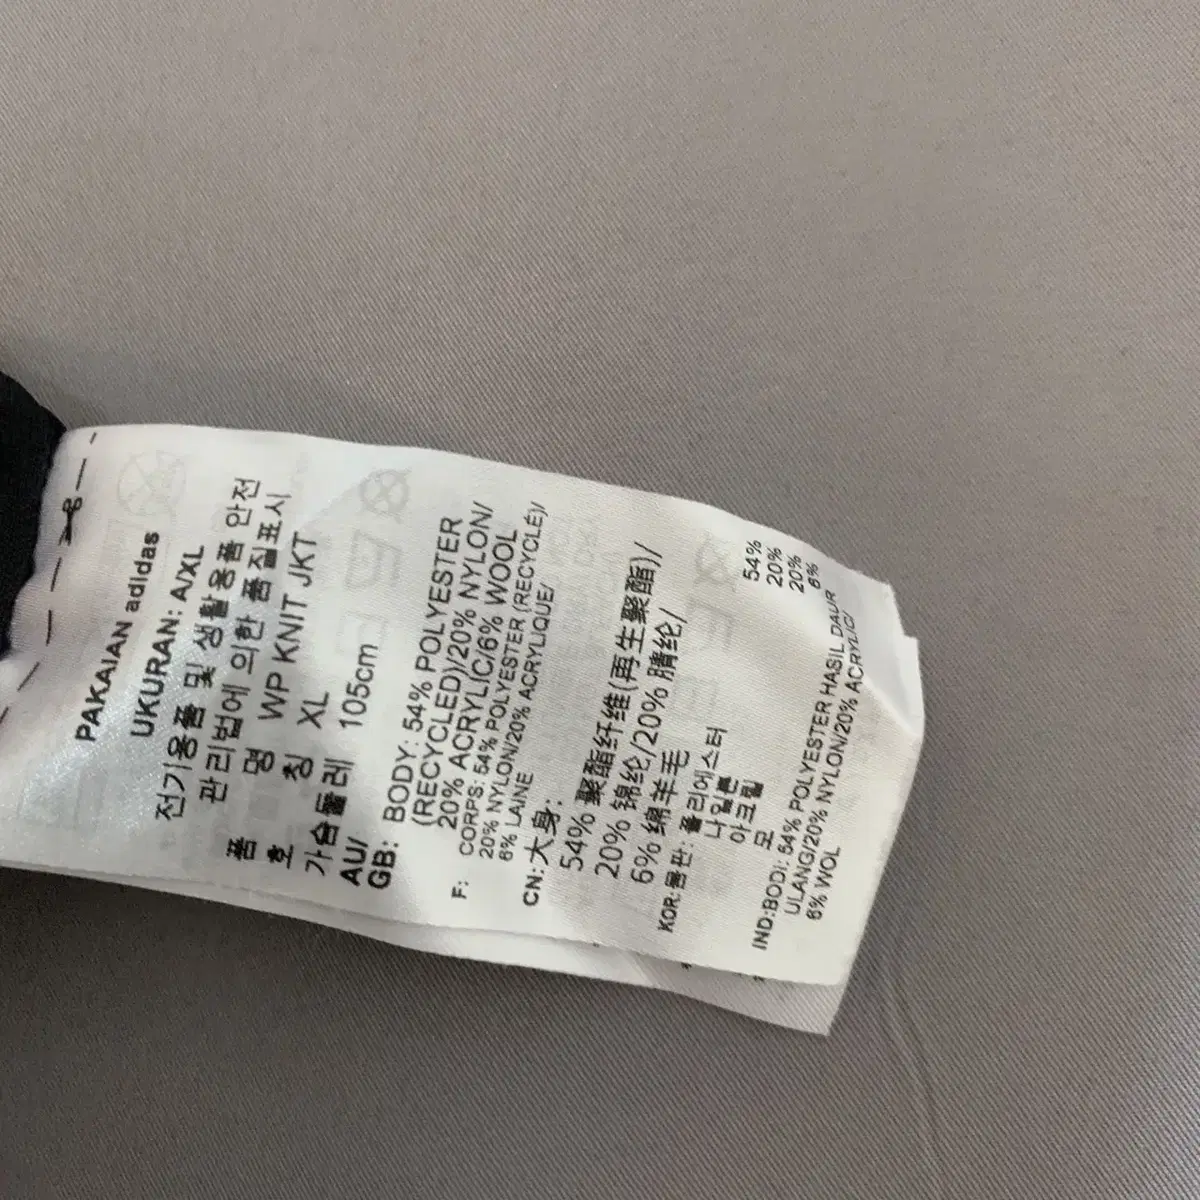 PAKAIAN adidas
UKURAN: A/XL
전기용품 및 생활용품 안전
관리법에 의한 품질표시
품 명 WP KNIT JKT
호 칭 XL
가슴둘레 105cm
AU/
GB: BODY: 54% POLYESTER
(RECYCLED)/20% NYLON/
20% ACRYLIC/6% WOOL
F: CORPS: 54% POLYESTER (RECYCLÉ)/
20% NYLON/20% ACRYLIQUE/
6% LAINE
CN: 大身:
54% 聚酯纤维(再生聚酯)/
20% 锦纶/20% 腈纶/
6% 绵羊毛
KOR:몸판: 폴리에스터 54%
나일론 20%
아크릴 20%
모 6%
IND:BODI: 54% POLYESTER HASIL DAUR
ULANG/20% NYLON/20% ACRYLIC/
6% WOL